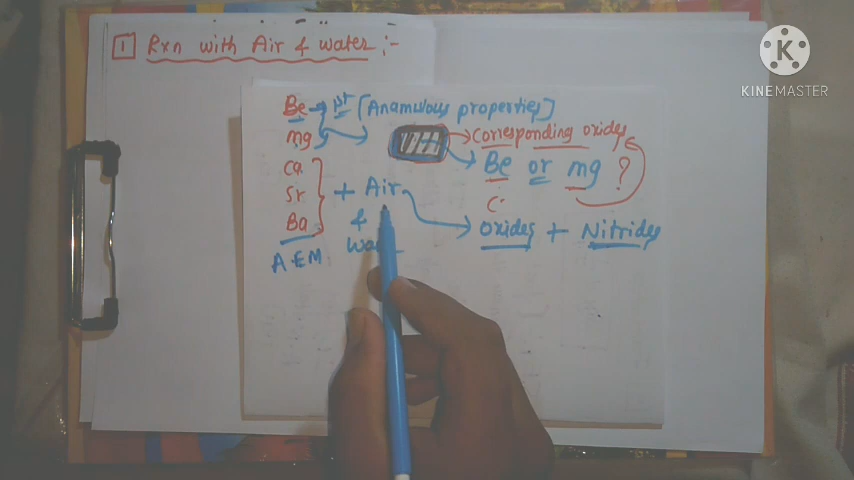 1 Rxn with Air & water :-
KINEMASTER
Be → Ist [Anamulous properties]
mg → Corresponding oxides
Ca → Be or mg ?
Sr + Air
Ba & → oxides + Nitrides
A E M